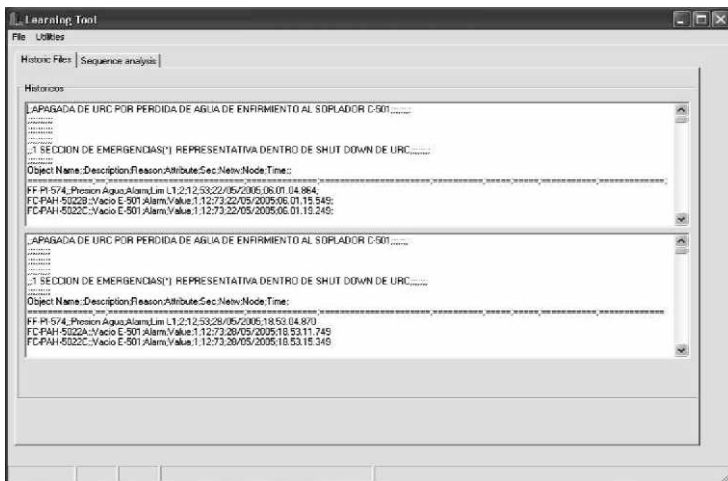 Learning Tool
File Utilities
Historic Files Sequence analysis
Historicos
;;APAGADA DE URC POR PERDIDA DE AGUA DE ENFIRMIENTO AL SOPLADOR C-501;;;;;;;;
;;;;;;;;;;
;;;;;;;;;;
;;;;;;;;;;
;;1 SECCION DE EMERGENCIAS(*) REPRESENTATIVA DENTRO DE SHUT DOWN DE URC;;;;;;;;
;;;;;;;;;;
Object Name;;Description;Reason;Attribute;Sec;Netw;Node;Time;;
FF-PI-574;;Presion Agua;Alarm;Lim L1;2;12;53;22/05/2005;06.01.04.864;
FC-PAH-5022B;;Vacio E-501;Alarm;Value;1;12;73;22/05/2005;06.01.15.549;
FC-PAH-5022C;;Vacio E-501;Alarm;Value;1;12;73;22/05/2005;06.01.19.249;
;;APAGADA DE URC POR PERDIDA DE AGUA DE ENFIRMIENTO AL SOPLADOR C-501;;;;;;;;
;;;;;;;;;;
;;;;;;;;;;
;;;;;;;;;;
;;1 SECCION DE EMERGENCIAS(*) REPRESENTATIVA DENTRO DE SHUT DOWN DE URC;;;;;;;;
;;;;;;;;;;
Object Name;;Description;Reason;Attribute;Sec;Netw;Node;Time;
FF-PI-574;;Presion Agua;Alarm;Lim L1;2;12;53;28/05/2005;18.53.04.870
FC-PAH-5022A;;Vacio E-501;Alarm;Value;1;12;73;28/05/2005;18.53.11.749
FC-PAH-5022C;;Vacio E-501;Alarm;Value;1;12;73;28/05/2005;18.53.15.349